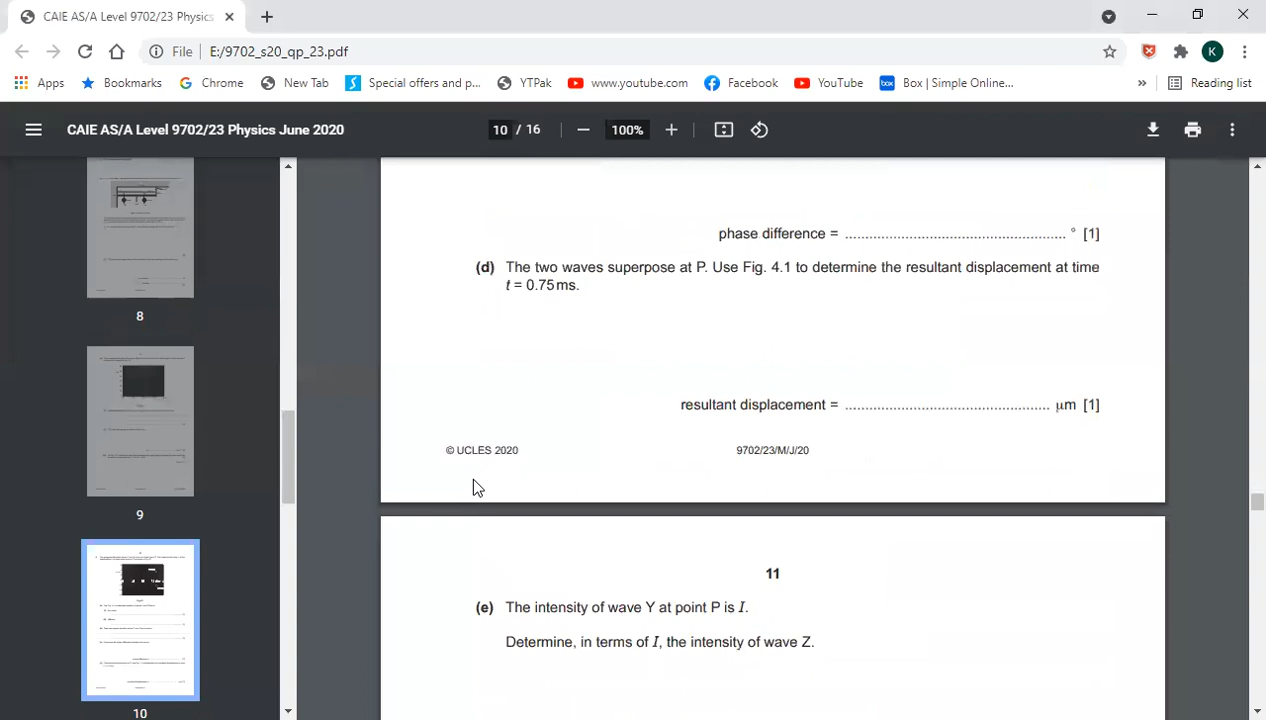 CAIE AS/A Level 9702/23 Physics
File E:/9702_s20_qp_23.pdf
K
Apps Bookmarks Chrome New Tab Special offers and p... YTPak www.youtube.com Facebook YouTube box Box | Simple Online... » Reading list
CAIE AS/A Level 9702/23 Physics June 2020 10 / 16 100%
8
9
10
phase difference = .................................................... ° [1]
(d) The two waves superpose at P. Use Fig. 4.1 to determine the resultant displacement at time
t = 0.75 ms.
resultant displacement = .................................................. μm [1]
© UCLES 2020 9702/23/M/J/20
11
(e) The intensity of wave Y at point P is I.
Determine, in terms of I, the intensity of wave Z.